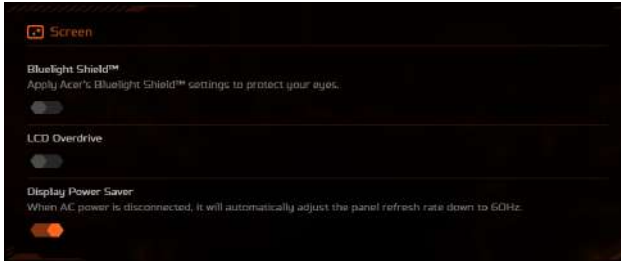 Screen
Bluelight Shield™
Apply Acer's Bluelight Shield™ settings to protect your eyes.
LCD Overdrive
Display Power Saver
When AC power is disconnected, it will automatically adjust the panel refresh rate down to 60Hz.